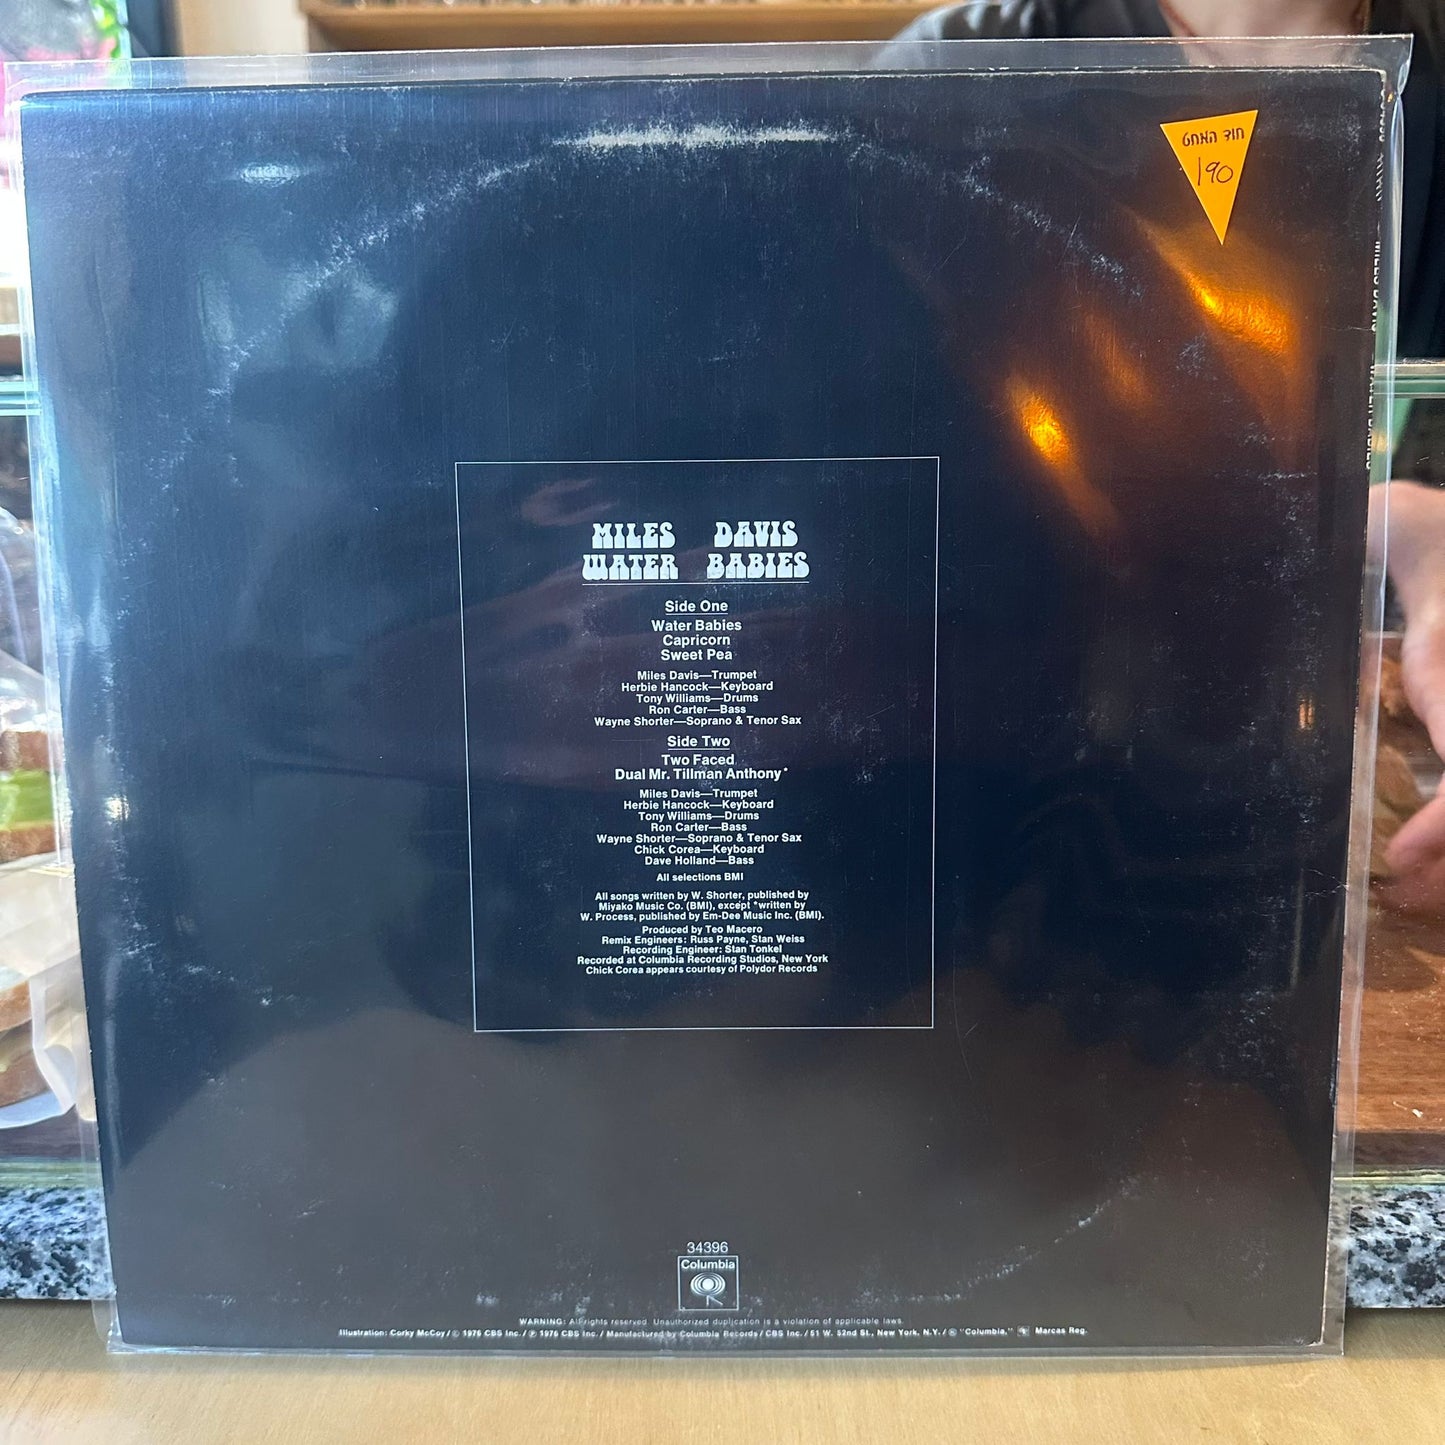 חוד המחט
190
MILES DAVIS
WATER BABIES
MILES DAVIS
WATER BABIES
Side One
Water Babies
Capricorn
Sweet Pea
Miles Davis—Trumpet
Herbie Hancock—Keyboard
Tony Williams—Drums
Ron Carter—Bass
Wayne Shorter—Soprano & Tenor Sax
Side Two
Two Faced
Dual Mr. Tillman Anthony*
Miles Davis—Trumpet
Herbie Hancock—Keyboard
Tony Williams—Drums
Ron Carter—Bass
Wayne Shorter—Soprano & Tenor Sax
Chick Corea—Keyboard
Dave Holland—Bass
All selections BMI
All songs written by W. Shorter, published by
Miyako Music Co. (BMI), except *written by
W. Process, published by Em-Dee Music Inc. (BMI).
Produced by Teo Macero
Remix Engineers: Russ Payne, Stan Weiss
Recording Engineer: Stan Tonkel
Recorded at Columbia Recording Studios, New York
Chick Corea appears courtesy of Polydor Records
34396
Columbia
WARNING: All rights reserved. Unauthorized duplication is a violation of applicable laws.
Illustration: Corky McCoy / © 1976 CBS Inc. / ℗ 1976 CBS Inc. / Manufactured by Columbia Records / CBS Inc. / 51 W. 52nd St., New York, N.Y. / ® "Columbia," Marcas Reg.